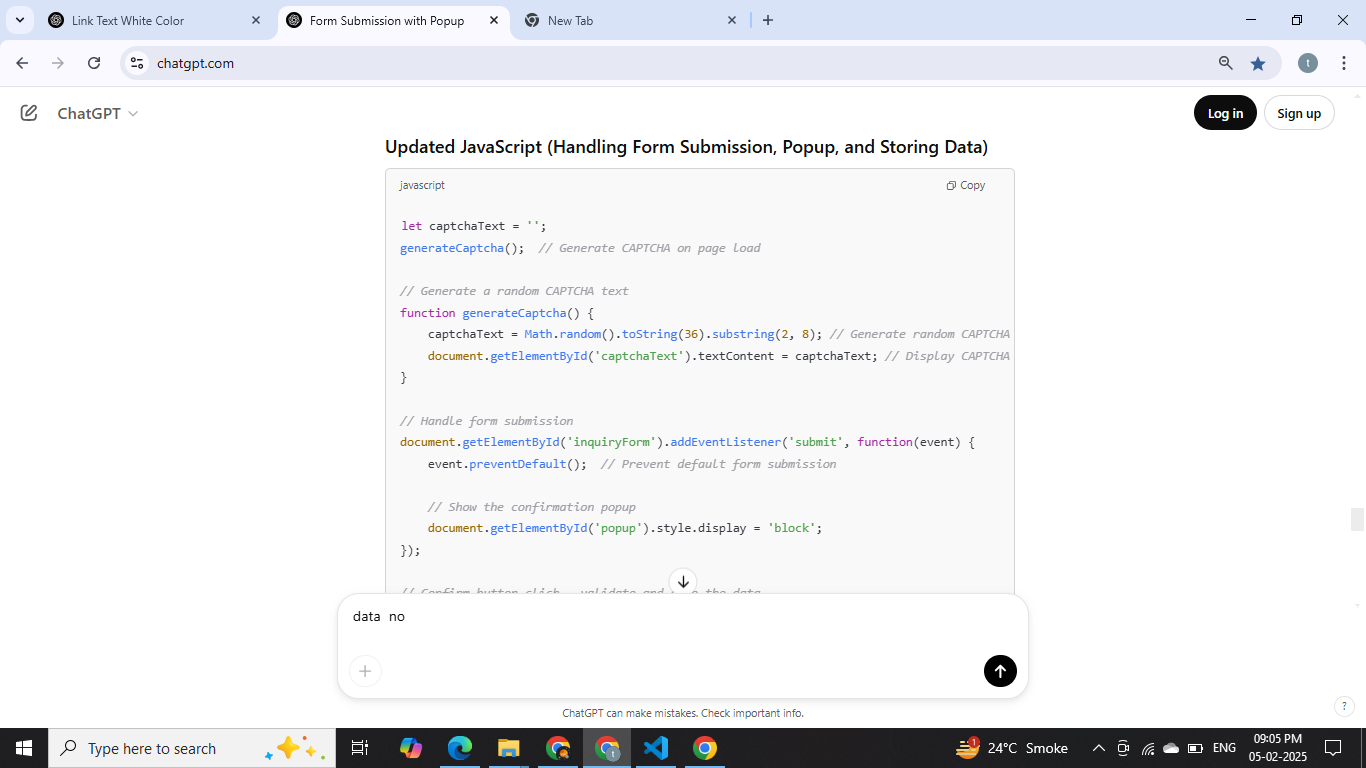 Link Text White Color
Form Submission with Popup
New Tab
chatgpt.com
t
ChatGPT
Log in
Sign up
Updated JavaScript (Handling Form Submission, Popup, and Storing Data)
javascript
Copy
let captchaText = '';
generateCaptcha();  // Generate CAPTCHA on page load
// Generate a random CAPTCHA text
function generateCaptcha() {
    captchaText = Math.random().toString(36).substring(2, 8); // Generate random CAPTCHA
    document.getElementById('captchaText').textContent = captchaText; // Display CAPTCHA
}
// Handle form submission
document.getElementById('inquiryForm').addEventListener('submit', function(event) {
    event.preventDefault();  // Prevent default form submission
    // Show the confirmation popup
    document.getElementById('popup').style.display = 'block';
});
// Confirm button click - validate and the data
data  no
ChatGPT can make mistakes. Check important info.
?
Type here to search
t
1
24°C Smoke
ENG
09:05 PM
05-02-2025